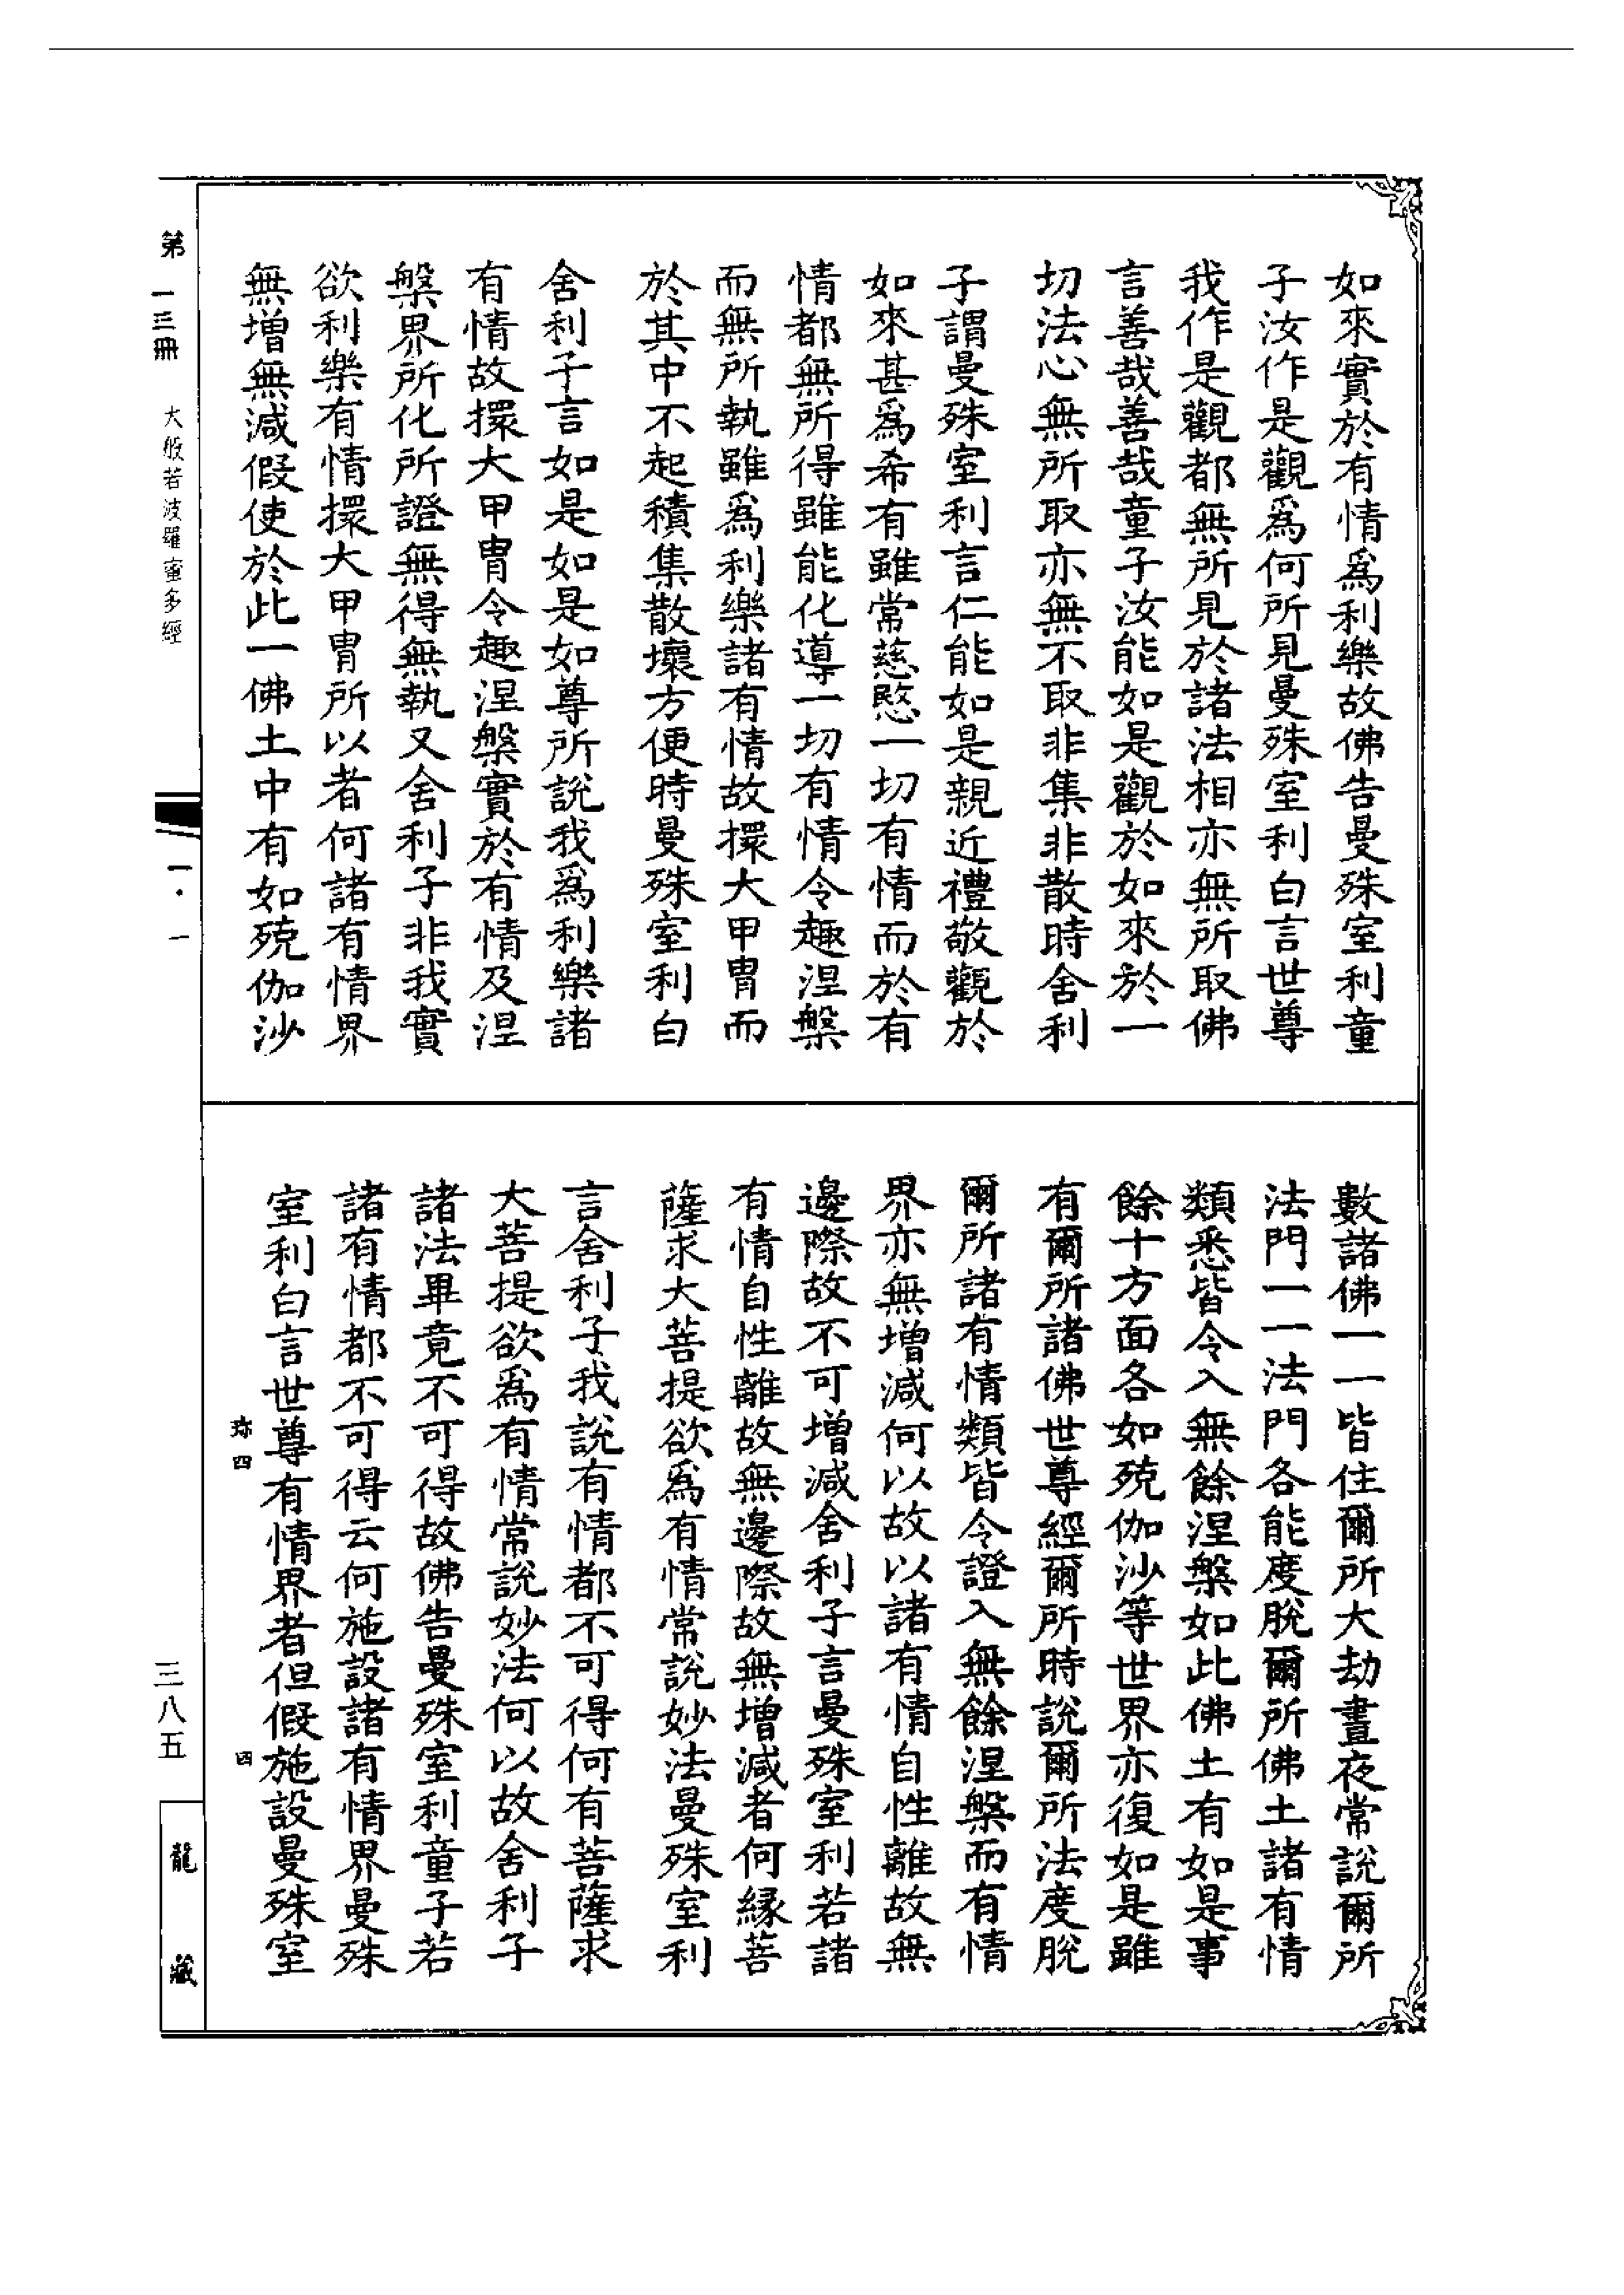 如來實於有情爲利樂故佛告曼殊室利童
子汝作是觀爲何所見曼殊室利白言世尊
我作是觀都無所見於諸法相亦無所取佛
言善哉善哉童子汝能如是觀於如來於一
切法心無所取亦無不取非集非散時舍利
子謂曼殊室利言仁能如是親近禮敬觀於
如來甚爲希有雖常慈愍一切有情而於有
情都無所得雖能化導一切有情令趣涅槃
而無所執雖爲利樂諸有情故擐大甲冑而
於其中不起積集散壞方便時曼殊室利白
舍利子言如是如是如尊所說我爲利樂諸
有情故擐大甲冑令趣涅槃實於有情及涅
槃界所化所證無得無執又舍利子非我實
欲利樂有情擐大甲冑所以者何諸有情界
無增無減假使於此一佛土中有如殑伽沙
數諸佛一一皆住爾所大劫晝夜常說爾所
法門一一法門各能度脫爾所佛土諸有情
類悉皆令入無餘涅槃如此佛土有如是事
餘十方面各如殑伽沙等世界亦復如是雖
有爾所諸佛世尊經爾所時說爾所法度脫
爾所諸有情類皆令證入無餘涅槃而有情
界亦無增減何以故以諸有情自性離故無
邊際故不可增減舍利子言曼殊室利若諸
有情自性離故無邊際故無增減者何緣菩
薩求大菩提欲爲有情常說妙法曼殊室利
言舍利子我說有情都不可得何有菩薩求
大菩提欲爲有情常說妙法何以故舍利子
諸法畢竟不可得故佛告曼殊室利童子若
諸有情都不可得云何施設諸有情界曼殊
室利白言世尊有情界者但假施設曼殊室
珎四
四
第一三冊
大般若波羅蜜多經
一·一
三八五
龍藏